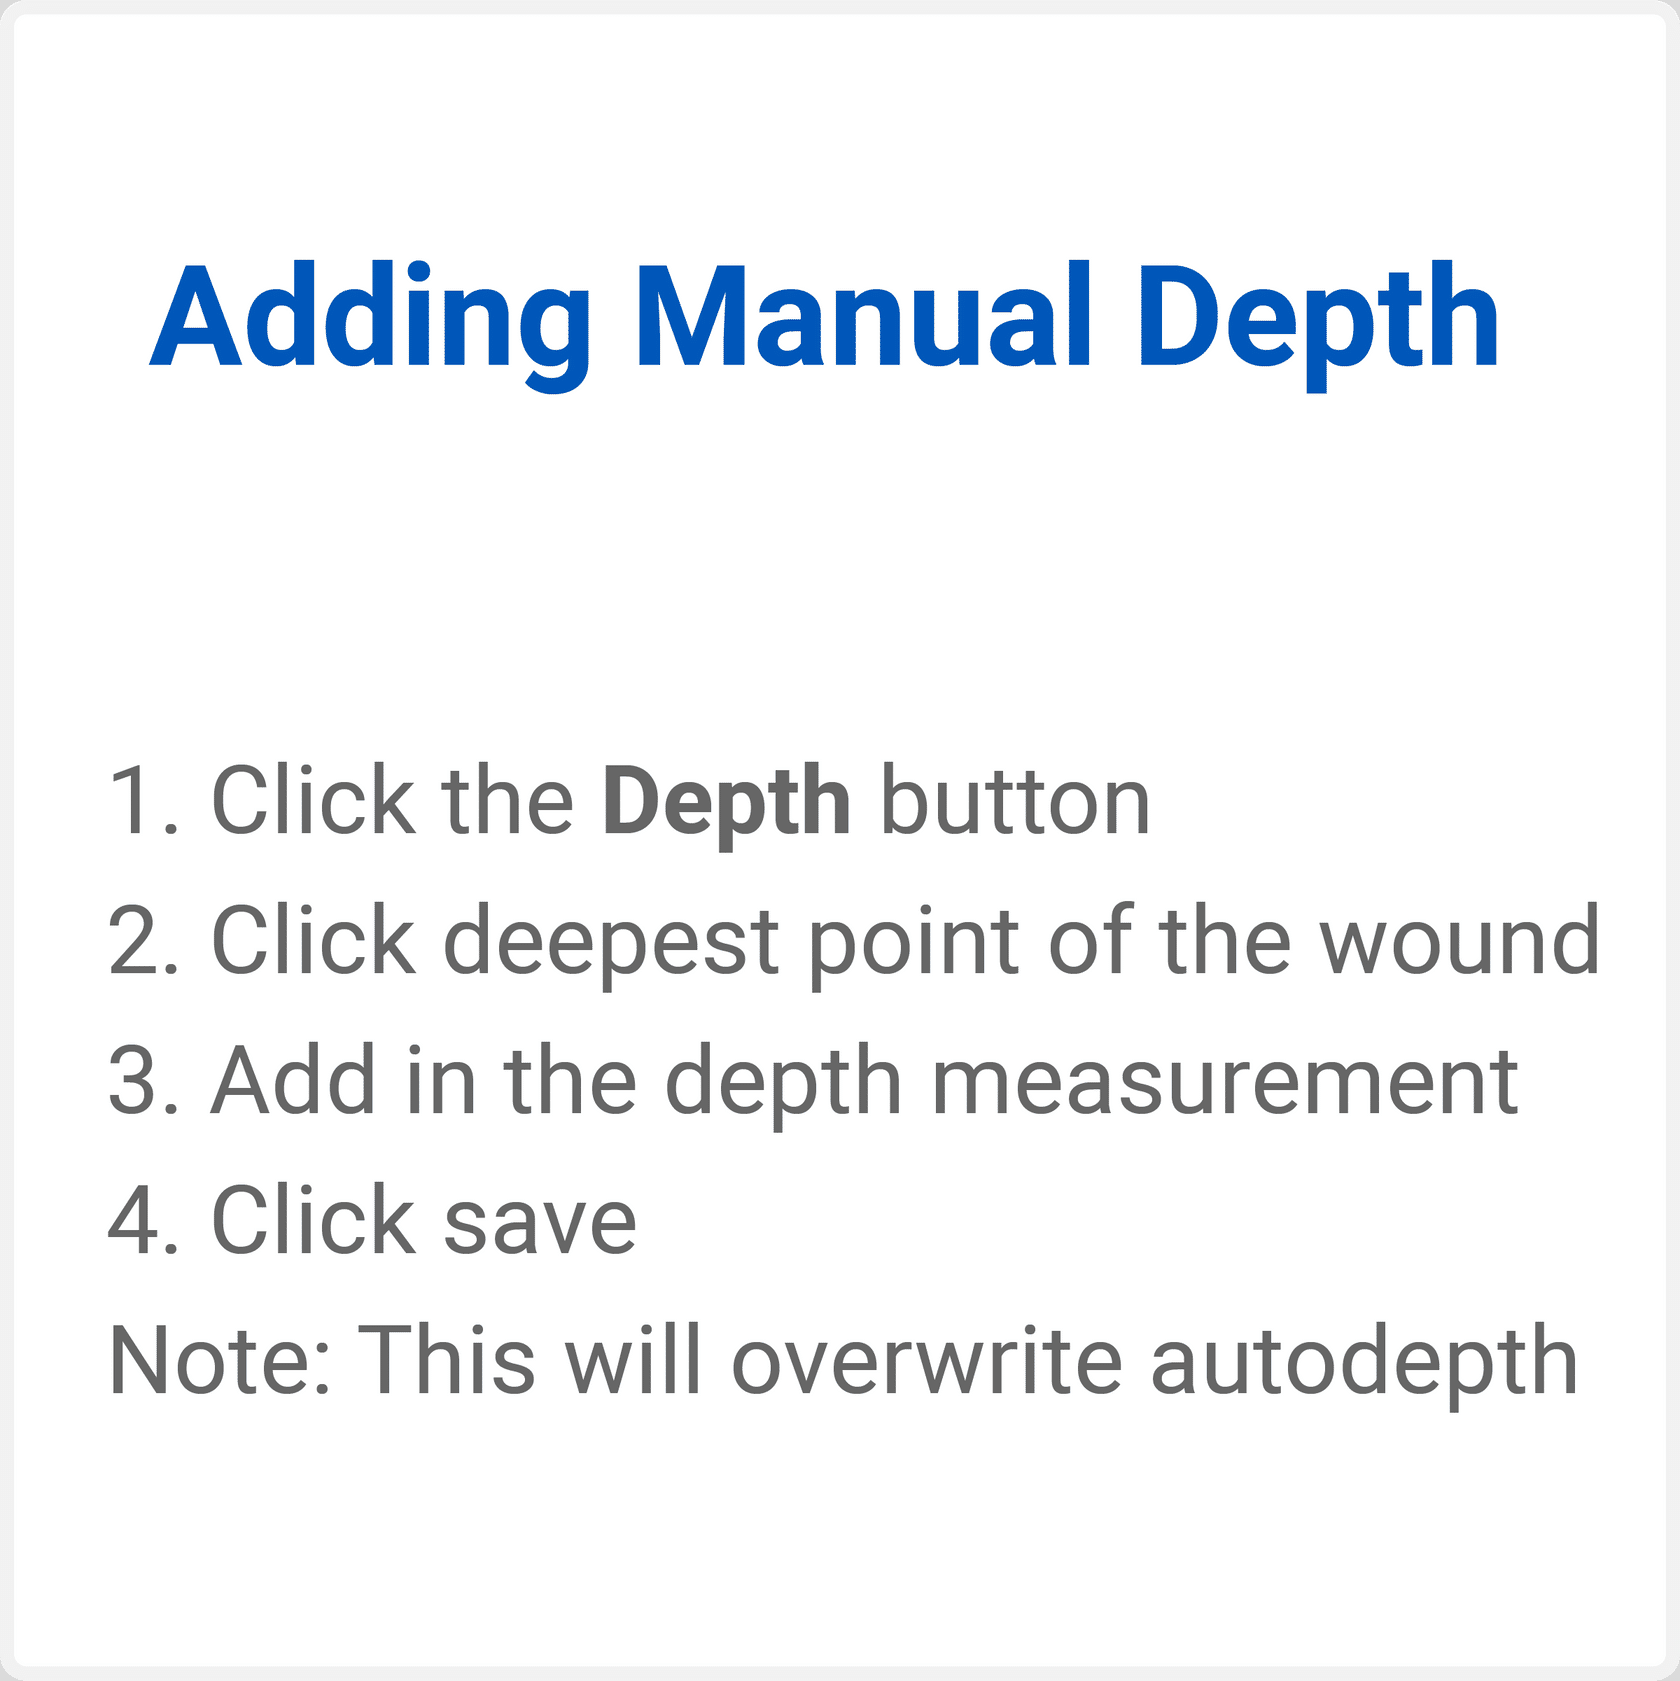 Adding Manual Depth
1. Click the Depth button
2. Click deepest point of the wound
3. Add in the depth measurement
4. Click save
Note: This will overwrite autodepth